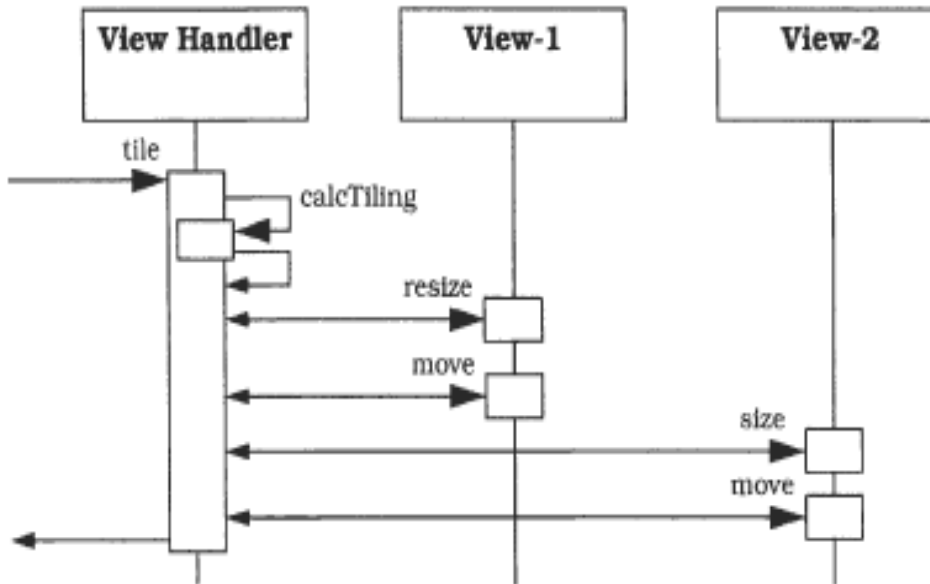 View Handler
View-1
View-2
tile
calcTiling
resize
move
size
move